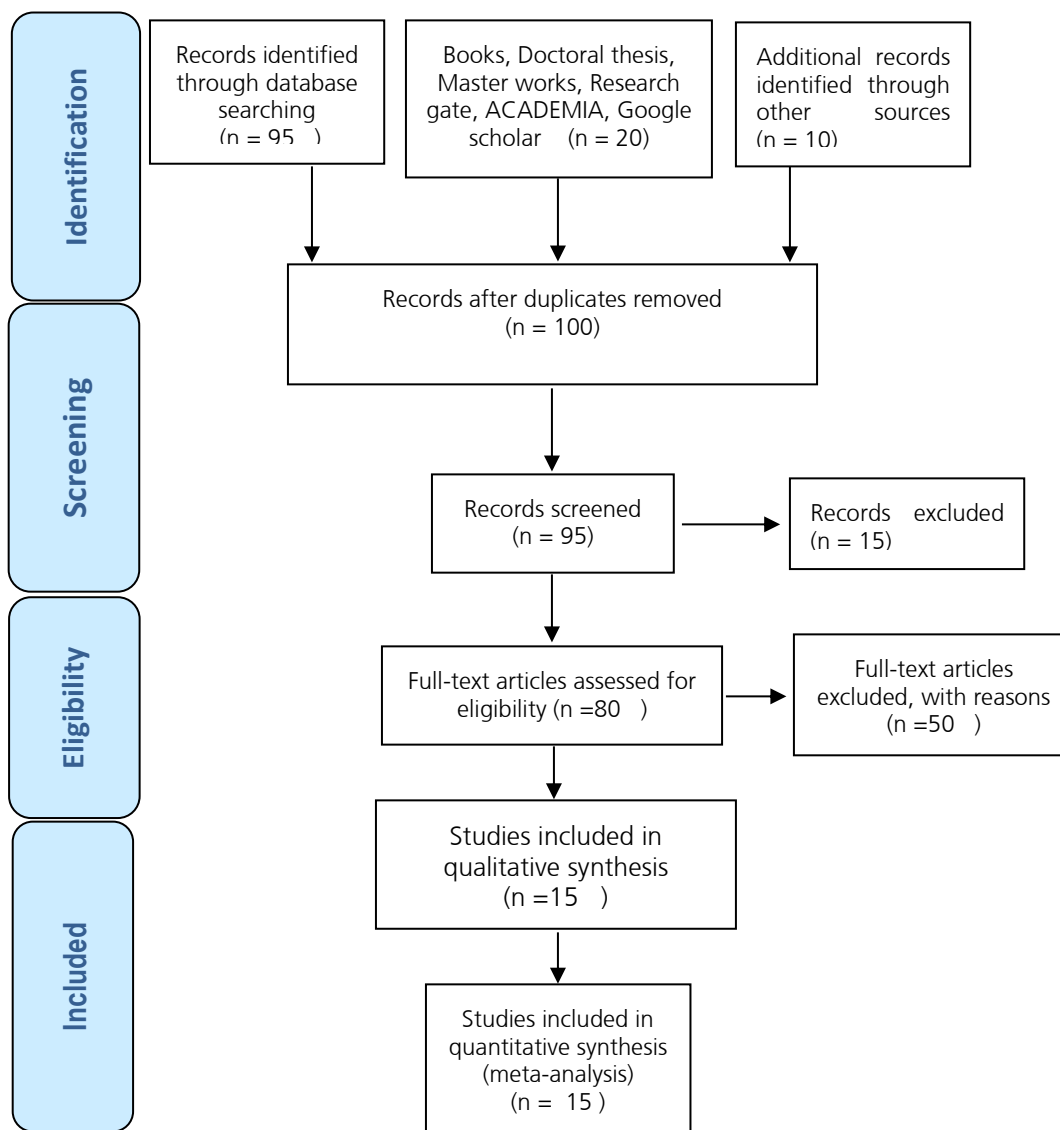 Identification
Records identified
through database
searching
(n = 95 )
Books, Doctoral thesis,
Master works, Research
gate, ACADEMIA, Google
scholar (n = 20)
Additional records
identified through
other sources
(n = 10)
Records after duplicates removed
(n = 100)
Screening
Records screened
(n = 95)
Records excluded
(n = 15)
Eligibility
Full-text articles assessed for
eligibility (n =80 )
Full-text articles
excluded, with reasons
(n =50 )
Included
Studies included in
qualitative synthesis
(n =15 )
Studies included in
quantitative synthesis
(meta-analysis)
(n = 15 )